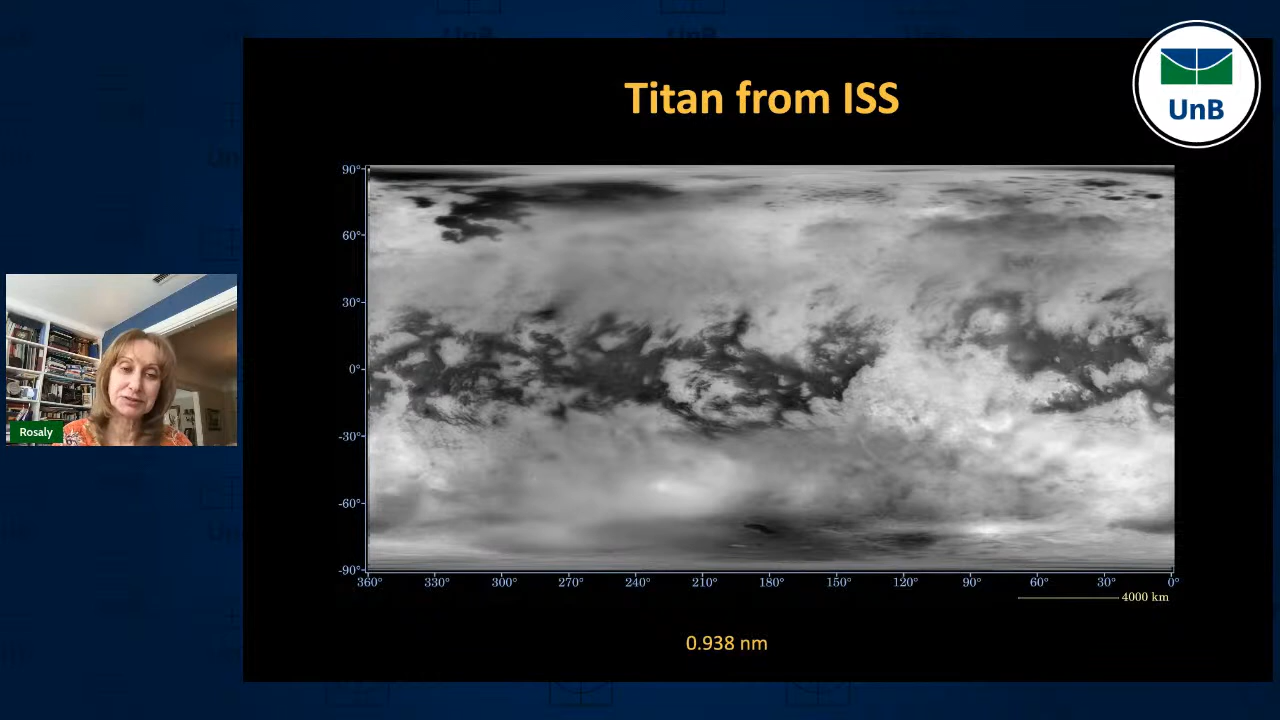 UnB
Titan from ISS
90°
60°
30°
0°
-30°
-60°
-90°
360° 330° 300° 270° 240° 210° 180° 150° 120° 90° 60° 30° 0°
4000 km
0.938 nm
Rosaly